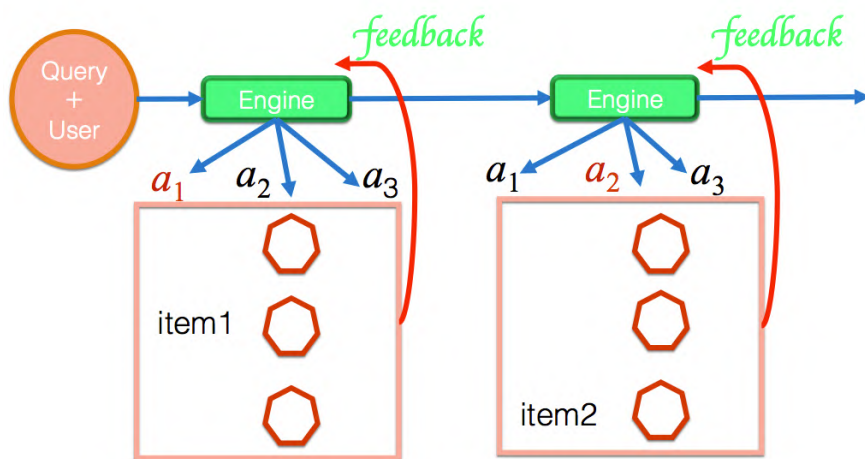 feedback
feedback
Query
+
User
Engine
Engine
a1 a2 a3
a1 a2 a3
item1
item2